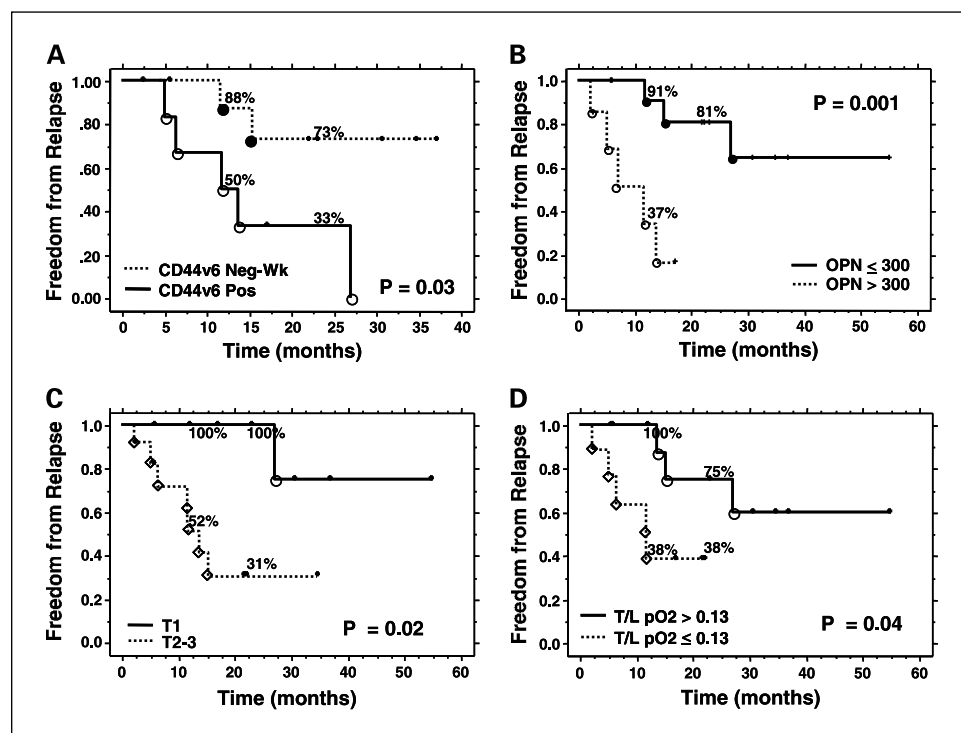 A
Freedom from Relapse
1.00
.80
.60
.40
.20
0.00
88%
73%
50%
33%
CD44v6 Neg-Wk
CD44v6 Pos
P = 0.03
0 5 10 15 20 25 30 35 40
Time (months)
B
Freedom from Relapse
1.0
0.8
0.6
0.4
0.2
0.0
91%
81%
P = 0.001
37%
OPN ≤ 300
OPN > 300
0 10 20 30 40 50 60
Time (months)
C
Freedom from Relapse
1.0
0.8
0.6
0.4
0.2
0.0
100% 100%
52%
31%
T1
T2-3
P = 0.02
0 10 20 30 40 50 60
Time (months)
D
Freedom from Relapse
1.0
0.8
0.6
0.4
0.2
0.0
100%
75%
38% 38%
T/L pO2 > 0.13
T/L pO2 ≤ 0.13
P = 0.04
0 10 20 30 40 50 60
Time (months)